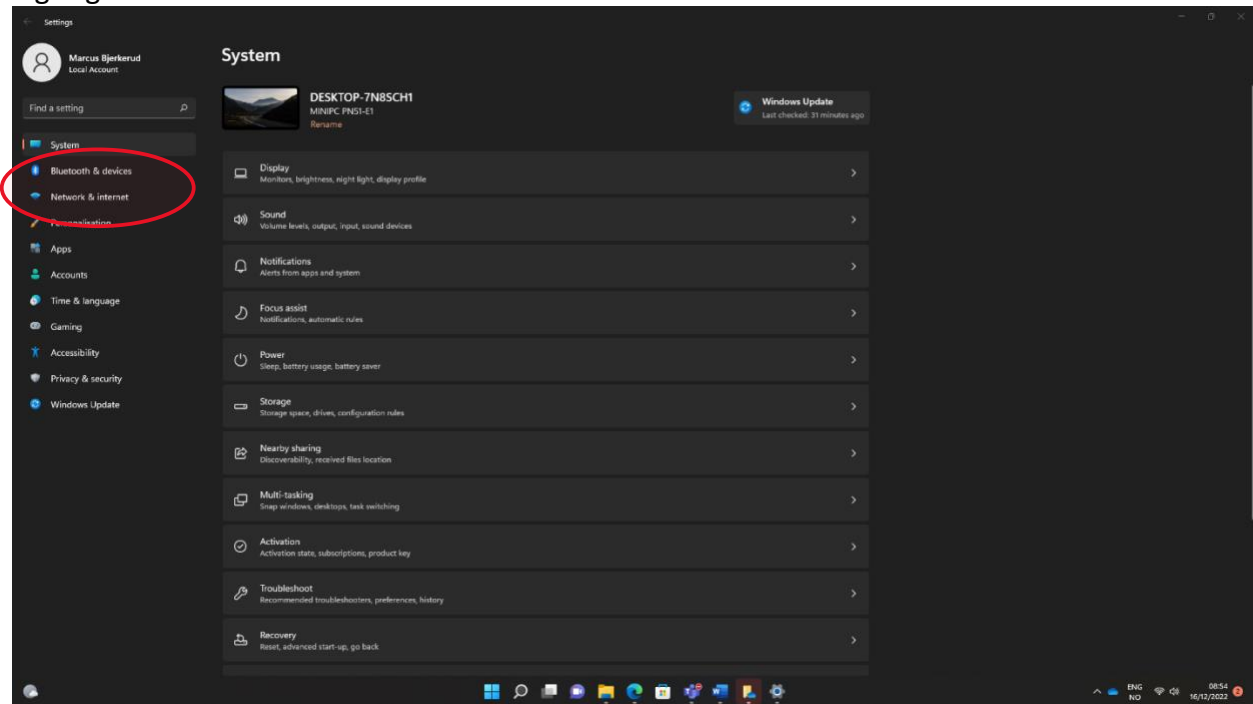 Settings
Marcus Bjerkerud
Local Account
Find a setting
System
Bluetooth & devices
Network & internet
Personalisation
Apps
Accounts
Time & language
Gaming
Accessibility
Privacy & security
Windows Update
System
DESKTOP-7N8SCH1
MINIPC PN51-E1
Rename
Windows Update
Last checked: 31 minutes ago
Display
Monitors, brightness, night light, display profile
Sound
Volume levels, output, input, sound devices
Notifications
Alerts from apps and system
Focus assist
Notifications, automatic rules
Power
Sleep, battery usage, battery saver
Storage
Storage space, drives, configuration rules
Nearby sharing
Discoverability, received files location
Multi-tasking
Snap windows, desktops, task switching
Activation
Activation state, subscriptions, product key
Troubleshoot
Recommended troubleshooters, preferences, history
Recovery
Reset, advanced start-up, go back
ENG
NO
08:54
16/12/2022
2